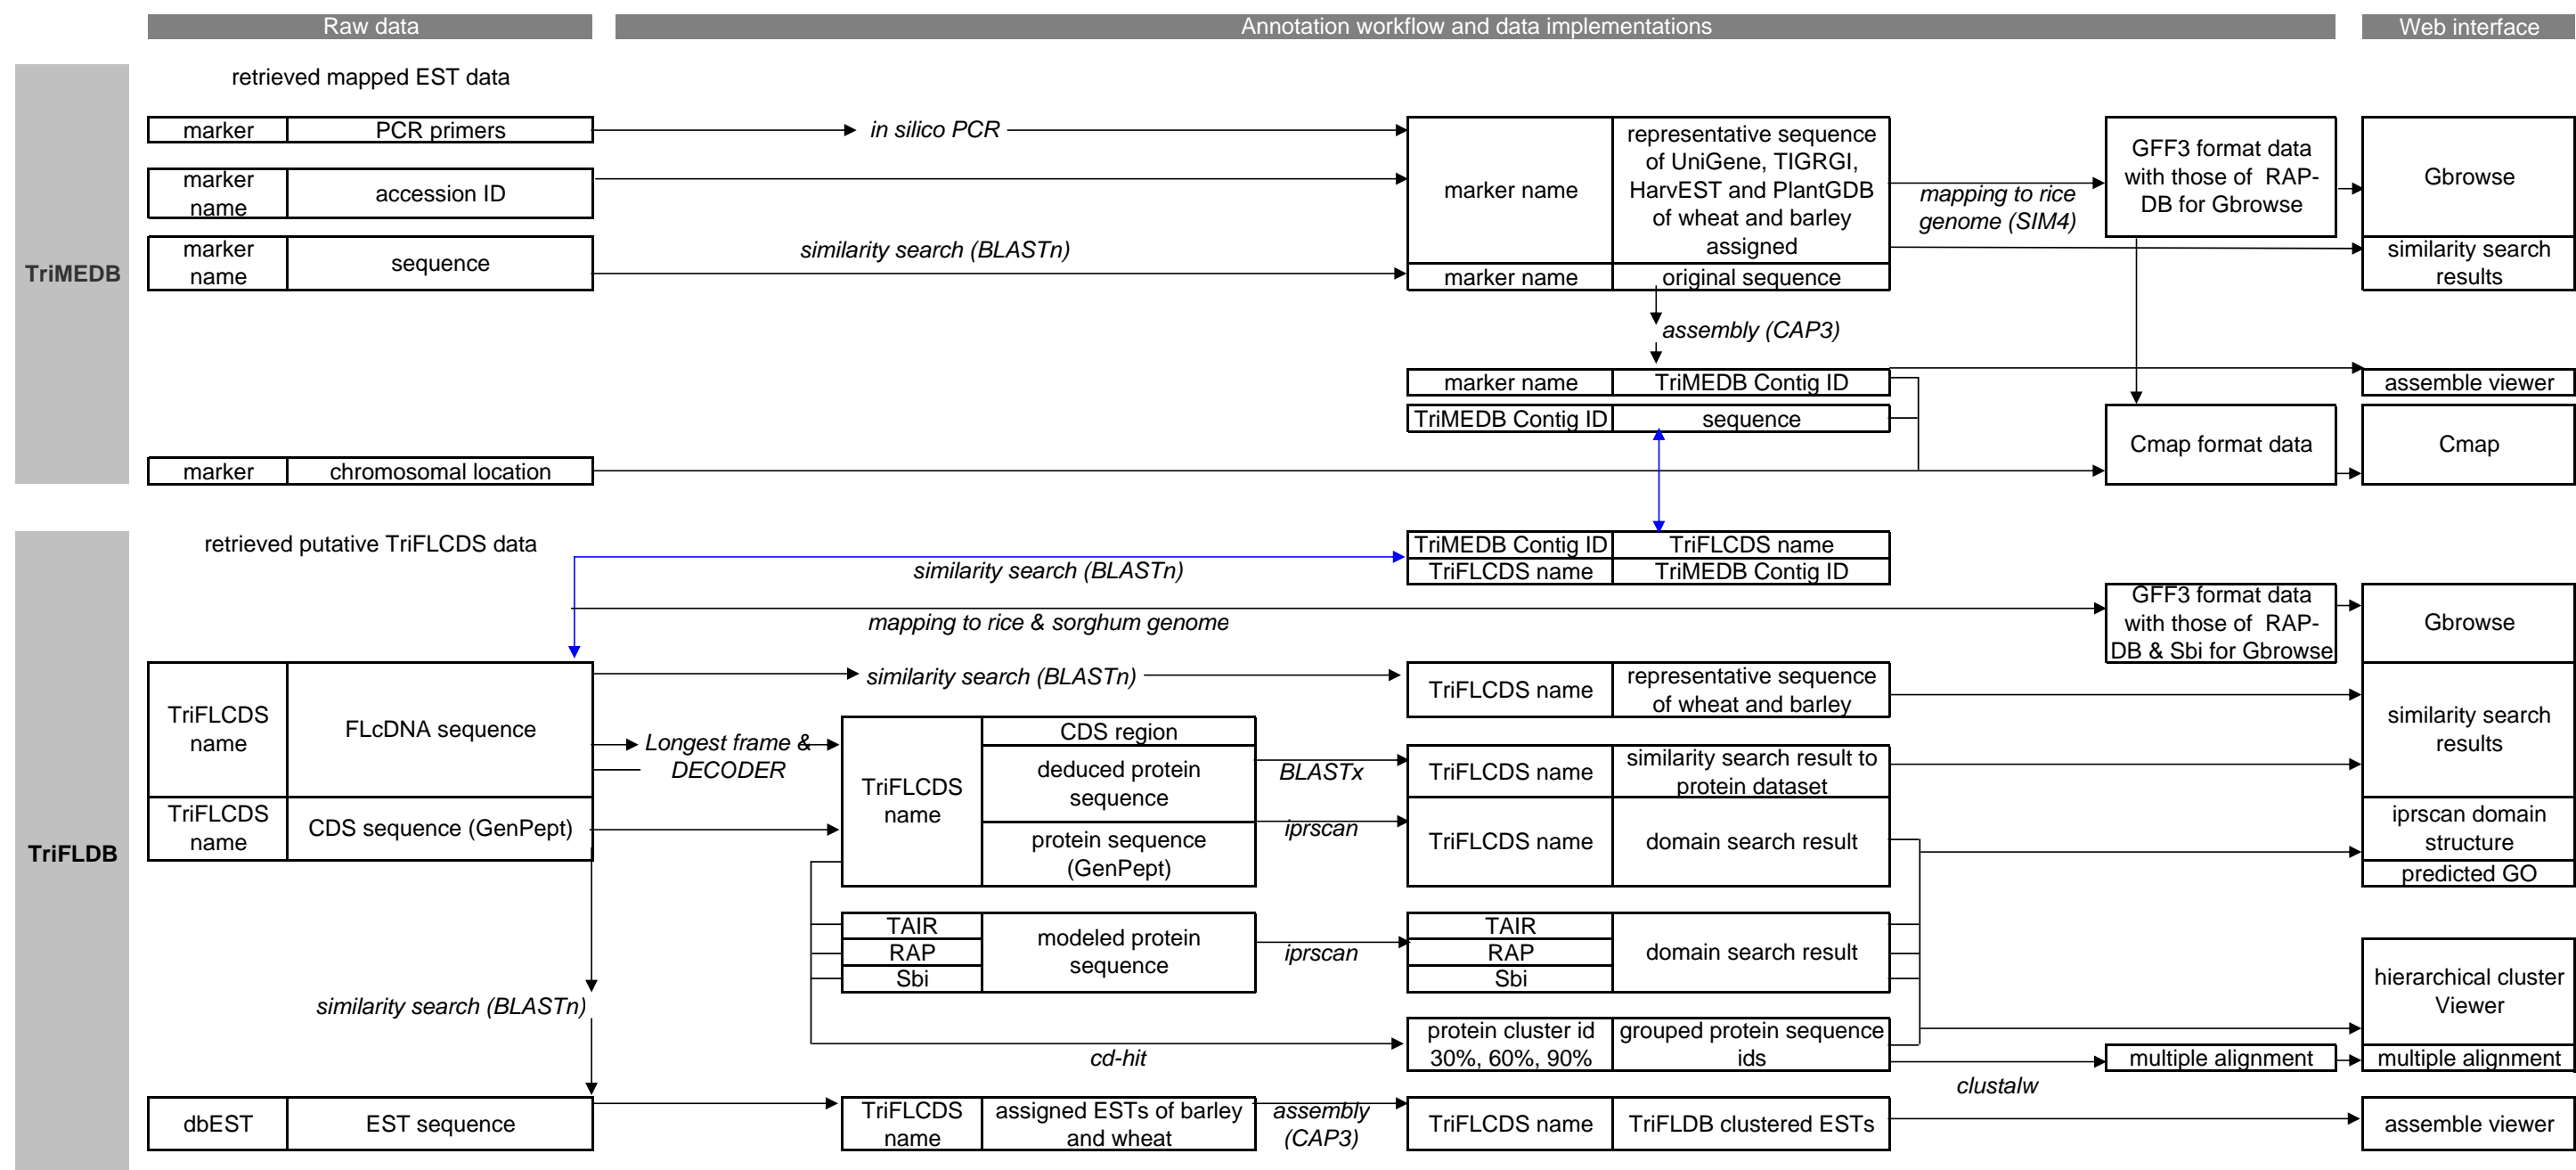 Raw data
Annotation workflow and data implementations
Web interface
TriMEDB
retrieved mapped EST data
marker
PCR primers
in silico PCR
marker
name
accession ID
marker
name
sequence
similarity search (BLASTn)
marker name
representative sequence
of UniGene, TIGRGI,
HarvEST and PlantGDB
of wheat and barley
assigned
marker name
original sequence
mapping to rice
genome (SIM4)
GFF3 format data
with those of RAP-
DB for Gbrowse
Gbrowse
similarity search
results
assembly (CAP3)
marker name
TriMEDB Contig ID
assemble viewer
TriMEDB Contig ID
sequence
Cmap format data
Cmap
marker
chromosomal location
TriFLDB
retrieved putative TriFLCDS data
TriMEDB Contig ID
TriFLCDS name
similarity search (BLASTn)
TriFLCDS name
TriMEDB Contig ID
mapping to rice & sorghum genome
GFF3 format data
with those of RAP-
DB & Sbi for Gbrowse
Gbrowse
TriFLCDS
name
FLcDNA sequence
similarity search (BLASTn)
TriFLCDS name
representative sequence
of wheat and barley
similarity search
results
Longest frame &
DECODER
TriFLCDS
name
CDS region
deduced protein
sequence
protein sequence
(GenPept)
BLASTx
TriFLCDS name
similarity search result to
protein dataset
TriFLCDS
name
CDS sequence (GenPept)
iprscan
TriFLCDS name
domain search result
iprscan domain
structure
predicted GO
TAIR
RAP
Sbi
modeled protein
sequence
iprscan
TAIR
RAP
Sbi
domain search result
hierarchical cluster
Viewer
similarity search (BLASTn)
cd-hit
protein cluster id
30%, 60%, 90%
grouped protein sequence
ids
multiple alignment
multiple alignment
clustalw
dbEST
EST sequence
TriFLCDS
name
assigned ESTs of barley
and wheat
assembly
(CAP3)
TriFLCDS name
TriFLDB clustered ESTs
assemble viewer